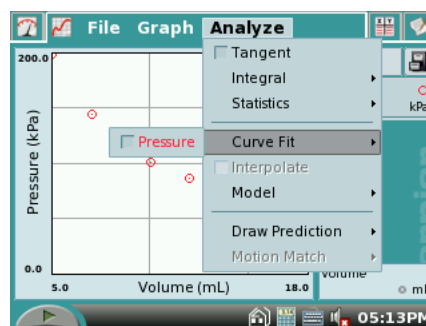 File Graph Analyze
200.0
Pressure (kPa)
0.0
5.0
Volume (mL)
18.0
Pressure
Tangent
Integral
Statistics
Curve Fit
Interpolate
Model
Draw Prediction
Motion Match
kPa
Volume
05:13PM